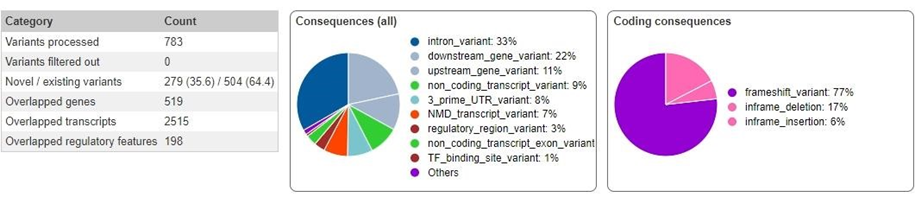 Category Count
Variants processed 783
Variants filtered out 0
Novel / existing variants 279 (35.6) / 504 (64.4)
Overlapped genes 519
Overlapped transcripts 2515
Overlapped regulatory features 198
Consequences (all)
intron_variant: 33%
downstream_gene_variant: 22%
upstream_gene_variant: 11%
non_coding_transcript_variant: 9%
3_prime_UTR_variant: 8%
NMD_transcript_variant: 7%
regulatory_region_variant: 3%
non_coding_transcript_exon_variant
TF_binding_site_variant: 1%
Others
Coding consequences
frameshift_variant: 77%
inframe_deletion: 17%
inframe_insertion: 6%